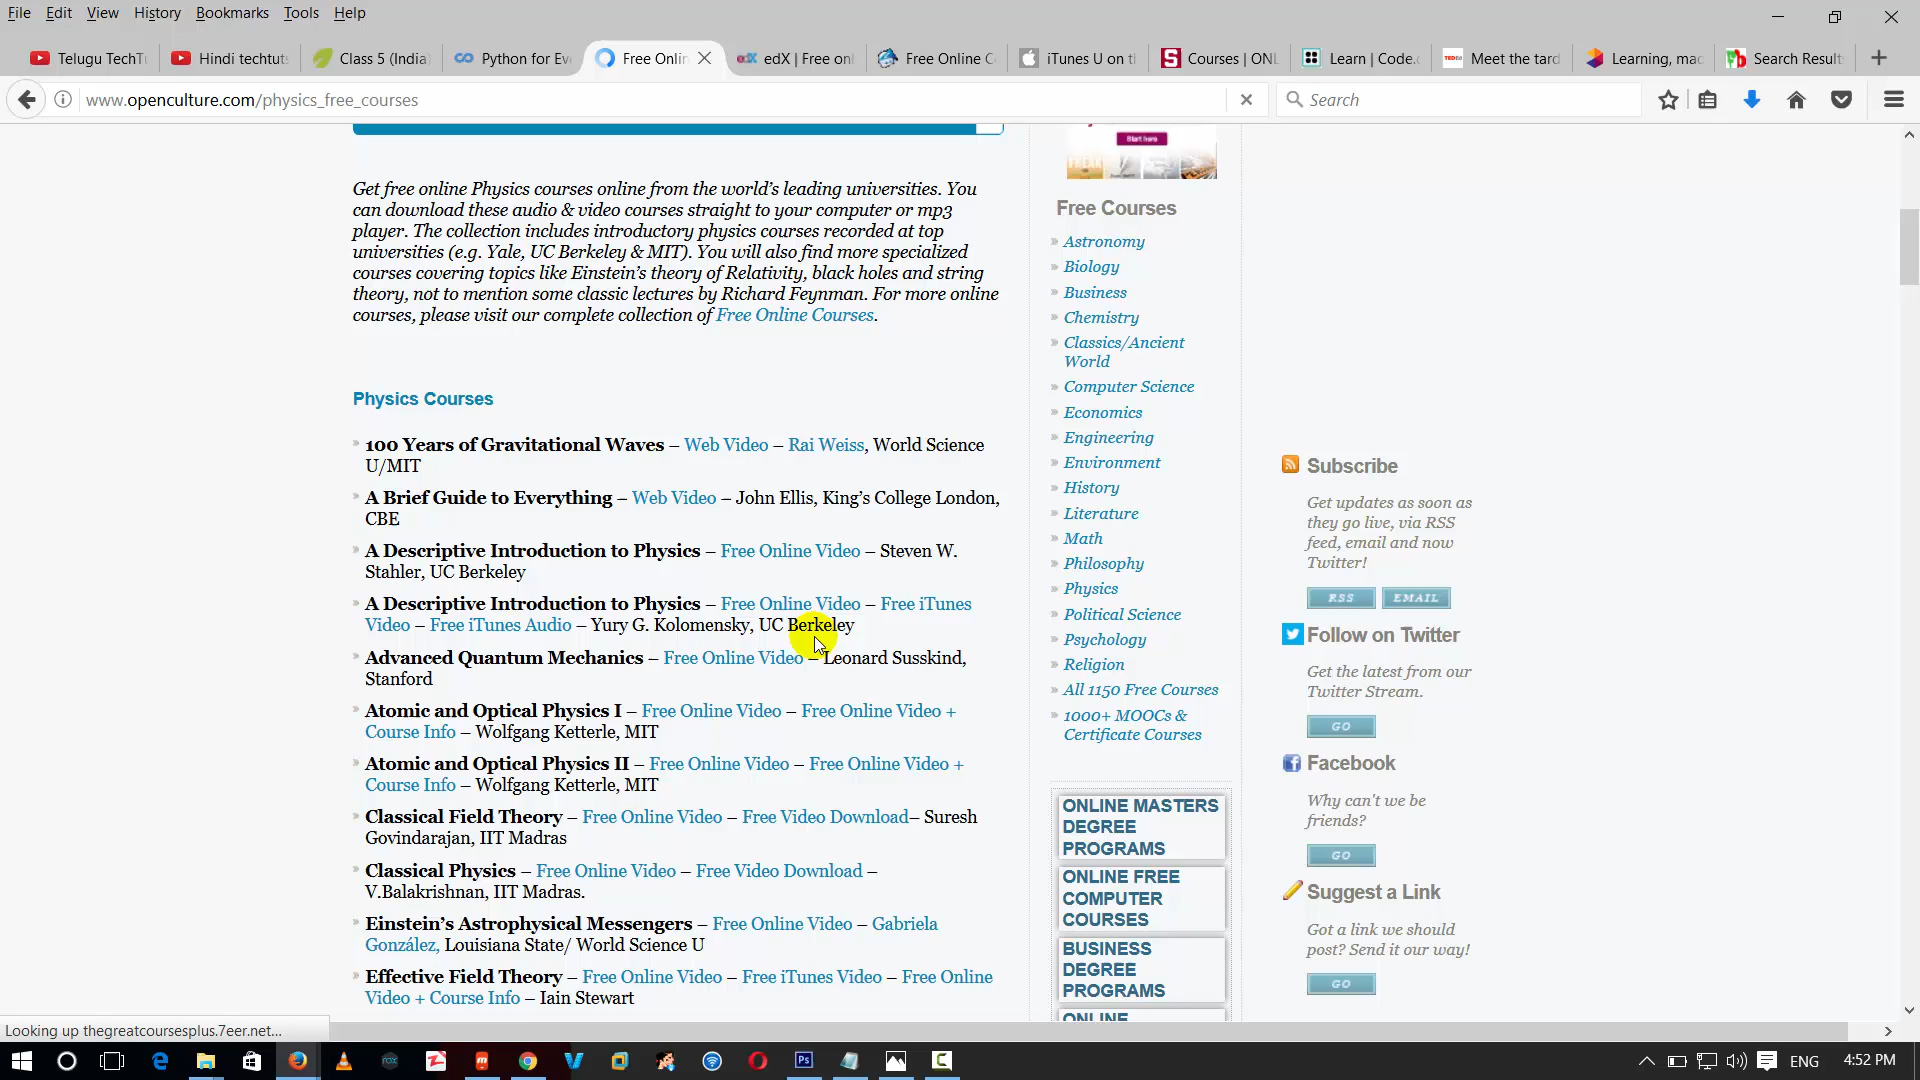 File Edit View History Bookmarks Tools Help
Telugu TechTu
Hindi techtuts
Class 5 (India)
Python for Eve
Free Onlin
edX | Free onl
Free Online C
iTunes U on th
Courses | ONL
Learn | Code.o
Meet the tard
Learning, mad
Search Result
www.openculture.com/physics_free_courses
Search
Get free online Physics courses online from the world's leading universities. You
can download these audio & video courses straight to your computer or mp3
player. The collection includes introductory physics courses recorded at top
universities (e.g. Yale, UC Berkeley & MIT). You will also find more specialized
courses covering topics like Einstein's theory of Relativity, black holes and string
theory, not to mention some classic lectures by Richard Feynman. For more online
courses, please visit our complete collection of Free Online Courses.
Physics Courses
100 Years of Gravitational Waves – Web Video – Rai Weiss, World Science
U/MIT
A Brief Guide to Everything – Web Video – John Ellis, King's College London,
CBE
A Descriptive Introduction to Physics – Free Online Video – Steven W.
Stahler, UC Berkeley
A Descriptive Introduction to Physics – Free Online Video – Free iTunes
Video – Free iTunes Audio – Yury G. Kolomensky, UC Berkeley
Advanced Quantum Mechanics – Free Online Video – Leonard Susskind,
Stanford
Atomic and Optical Physics I – Free Online Video – Free Online Video +
Course Info – Wolfgang Ketterle, MIT
Atomic and Optical Physics II – Free Online Video – Free Online Video +
Course Info – Wolfgang Ketterle, MIT
Classical Field Theory – Free Online Video – Free Video Download– Suresh
Govindarajan, IIT Madras
Classical Physics – Free Online Video – Free Video Download –
V.Balakrishnan, IIT Madras.
Einstein's Astrophysical Messengers – Free Online Video – Gabriela
González, Louisiana State/ World Science U
Effective Field Theory – Free Online Video – Free iTunes Video – Free Online
Video + Course Info – Iain Stewart
Start here
Free Courses
Astronomy
Biology
Business
Chemistry
Classics/Ancient
World
Computer Science
Economics
Engineering
Environment
History
Literature
Math
Philosophy
Physics
Political Science
Psychology
Religion
All 1150 Free Courses
1000+ MOOCs &
Certificate Courses
ONLINE MASTERS
DEGREE
PROGRAMS
ONLINE FREE
COMPUTER
COURSES
BUSINESS
DEGREE
PROGRAMS
ONLINE
Subscribe
Get updates as soon as
they go live, via RSS
feed, email and now
Twitter!
RSS EMAIL
Follow on Twitter
Get the latest from our
Twitter Stream.
GO
Facebook
Why can't we be
friends?
GO
Suggest a Link
Got a link we should
post? Send it our way!
GO
Looking up thegreatcoursesplus.7eer.net...
ENG
4:52 PM